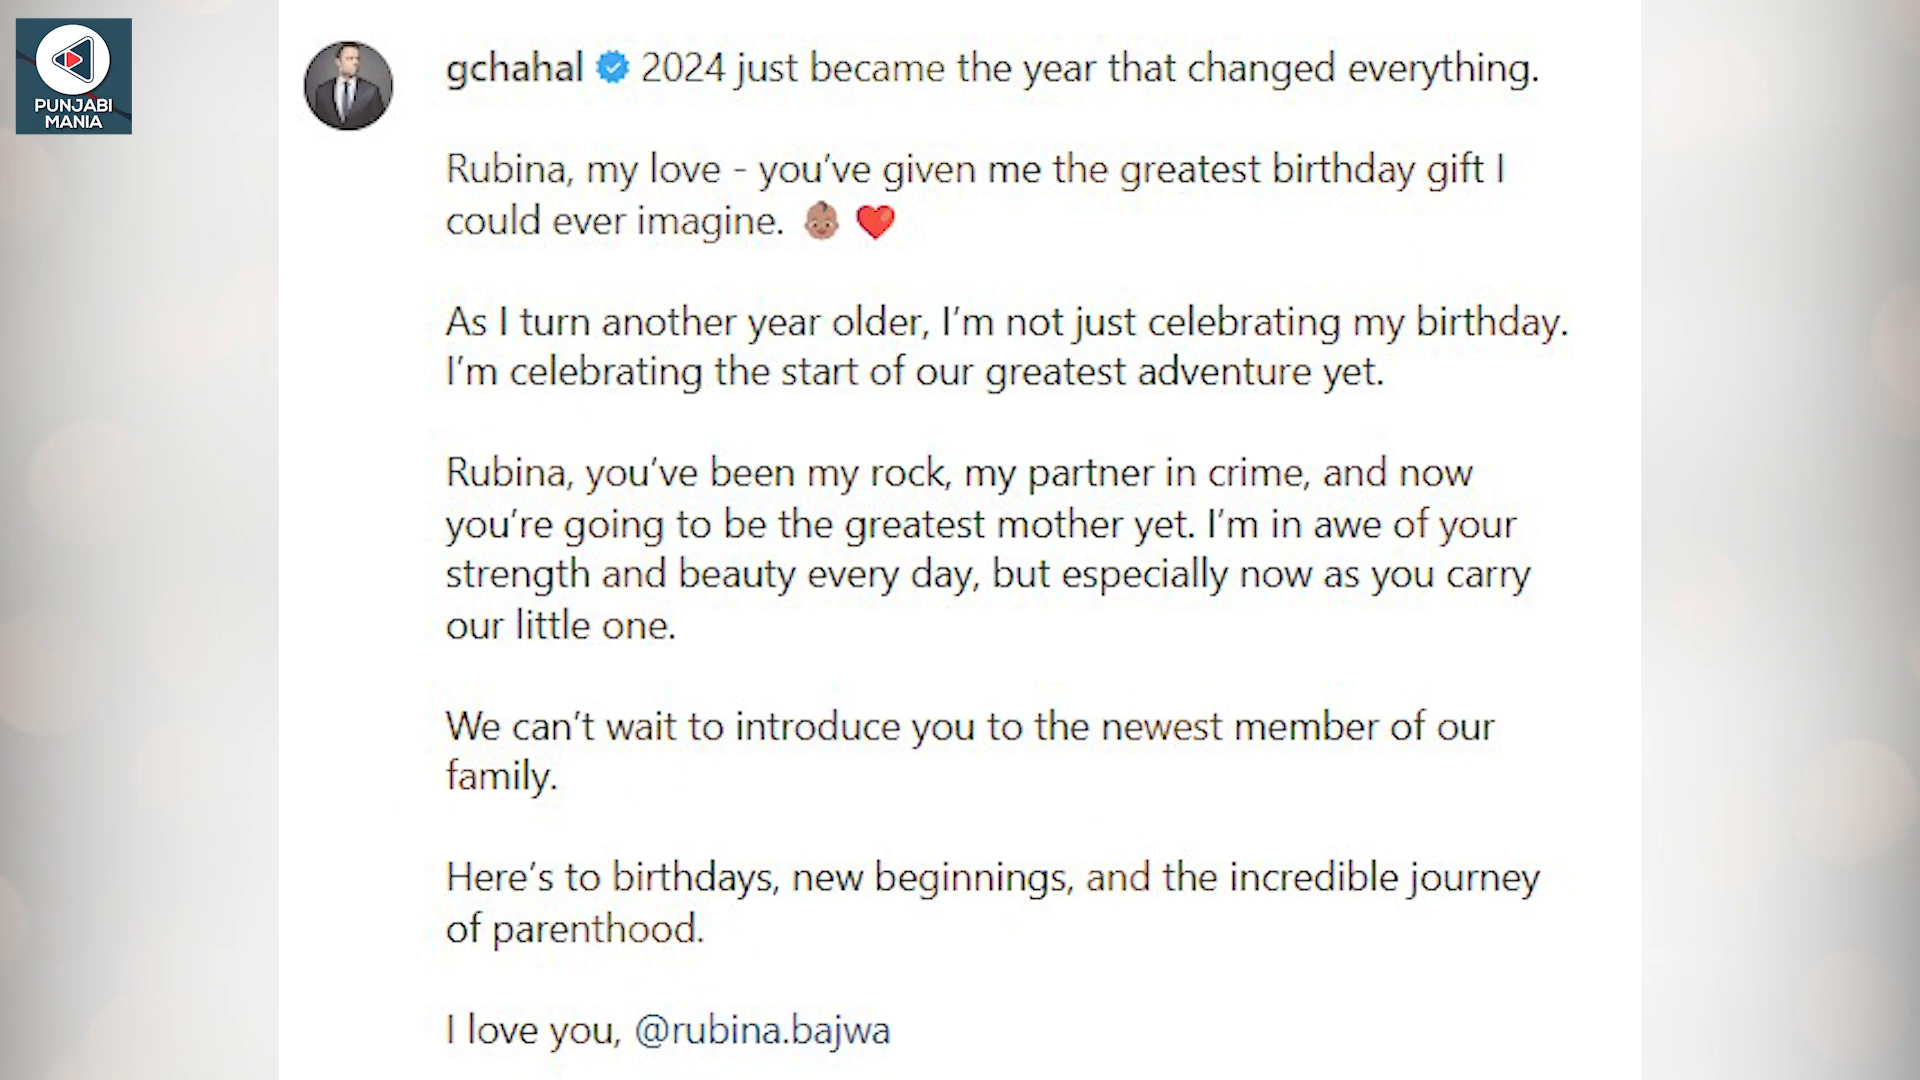 PUNJABI
MANIA
gchahal 2024 just became the year that changed everything.
Rubina, my love - you’ve given me the greatest birthday gift I
could ever imagine. 👶🏽 ❤️
As I turn another year older, I’m not just celebrating my birthday.
I’m celebrating the start of our greatest adventure yet.
Rubina, you’ve been my rock, my partner in crime, and now
you’re going to be the greatest mother yet. I’m in awe of your
strength and beauty every day, but especially now as you carry
our little one.
We can’t wait to introduce you to the newest member of our
family.
Here’s to birthdays, new beginnings, and the incredible journey
of parenthood.
I love you, @rubina.bajwa